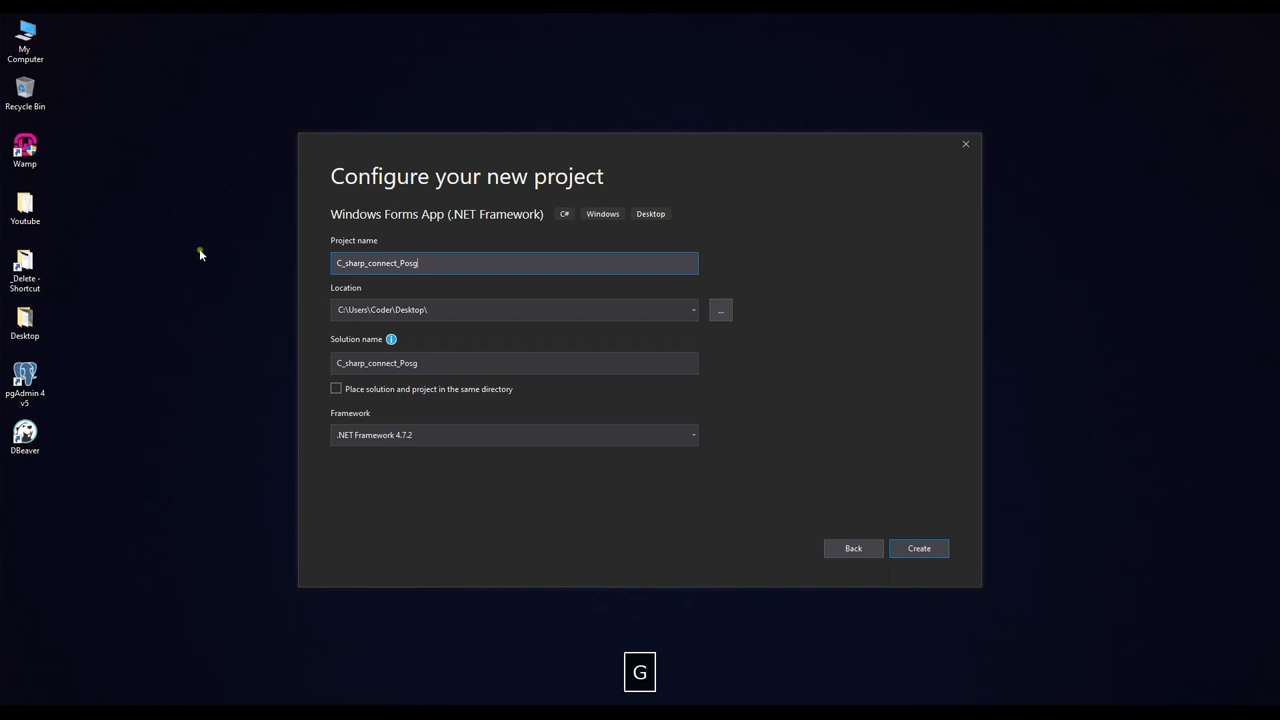 My
Computer
Recycle Bin
Wamp
Youtube
_Delete -
Shortcut
Desktop
pgAdmin 4
v5
DBeaver
Configure your new project
Windows Forms App (.NET Framework) C# Windows Desktop
Project name
C_sharp_connect_Posg
Location
C:\Users\Coder\Desktop\
...
Solution name i
C_sharp_connect_Posg
Place solution and project in the same directory
Framework
.NET Framework 4.7.2
Back Create
G